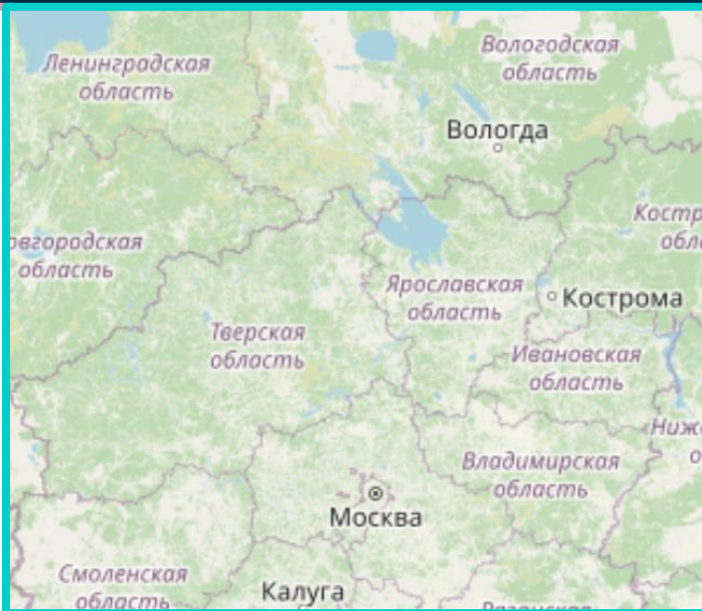 Ленинградская
область
Вологодская
область
Вологда
овгородская
область
Костр
обл
Ярославская
область
Кострома
Тверская
область
Ивановская
область
Ниж
о
Владимирская
область
Москва
Смоленская
область
Калуга